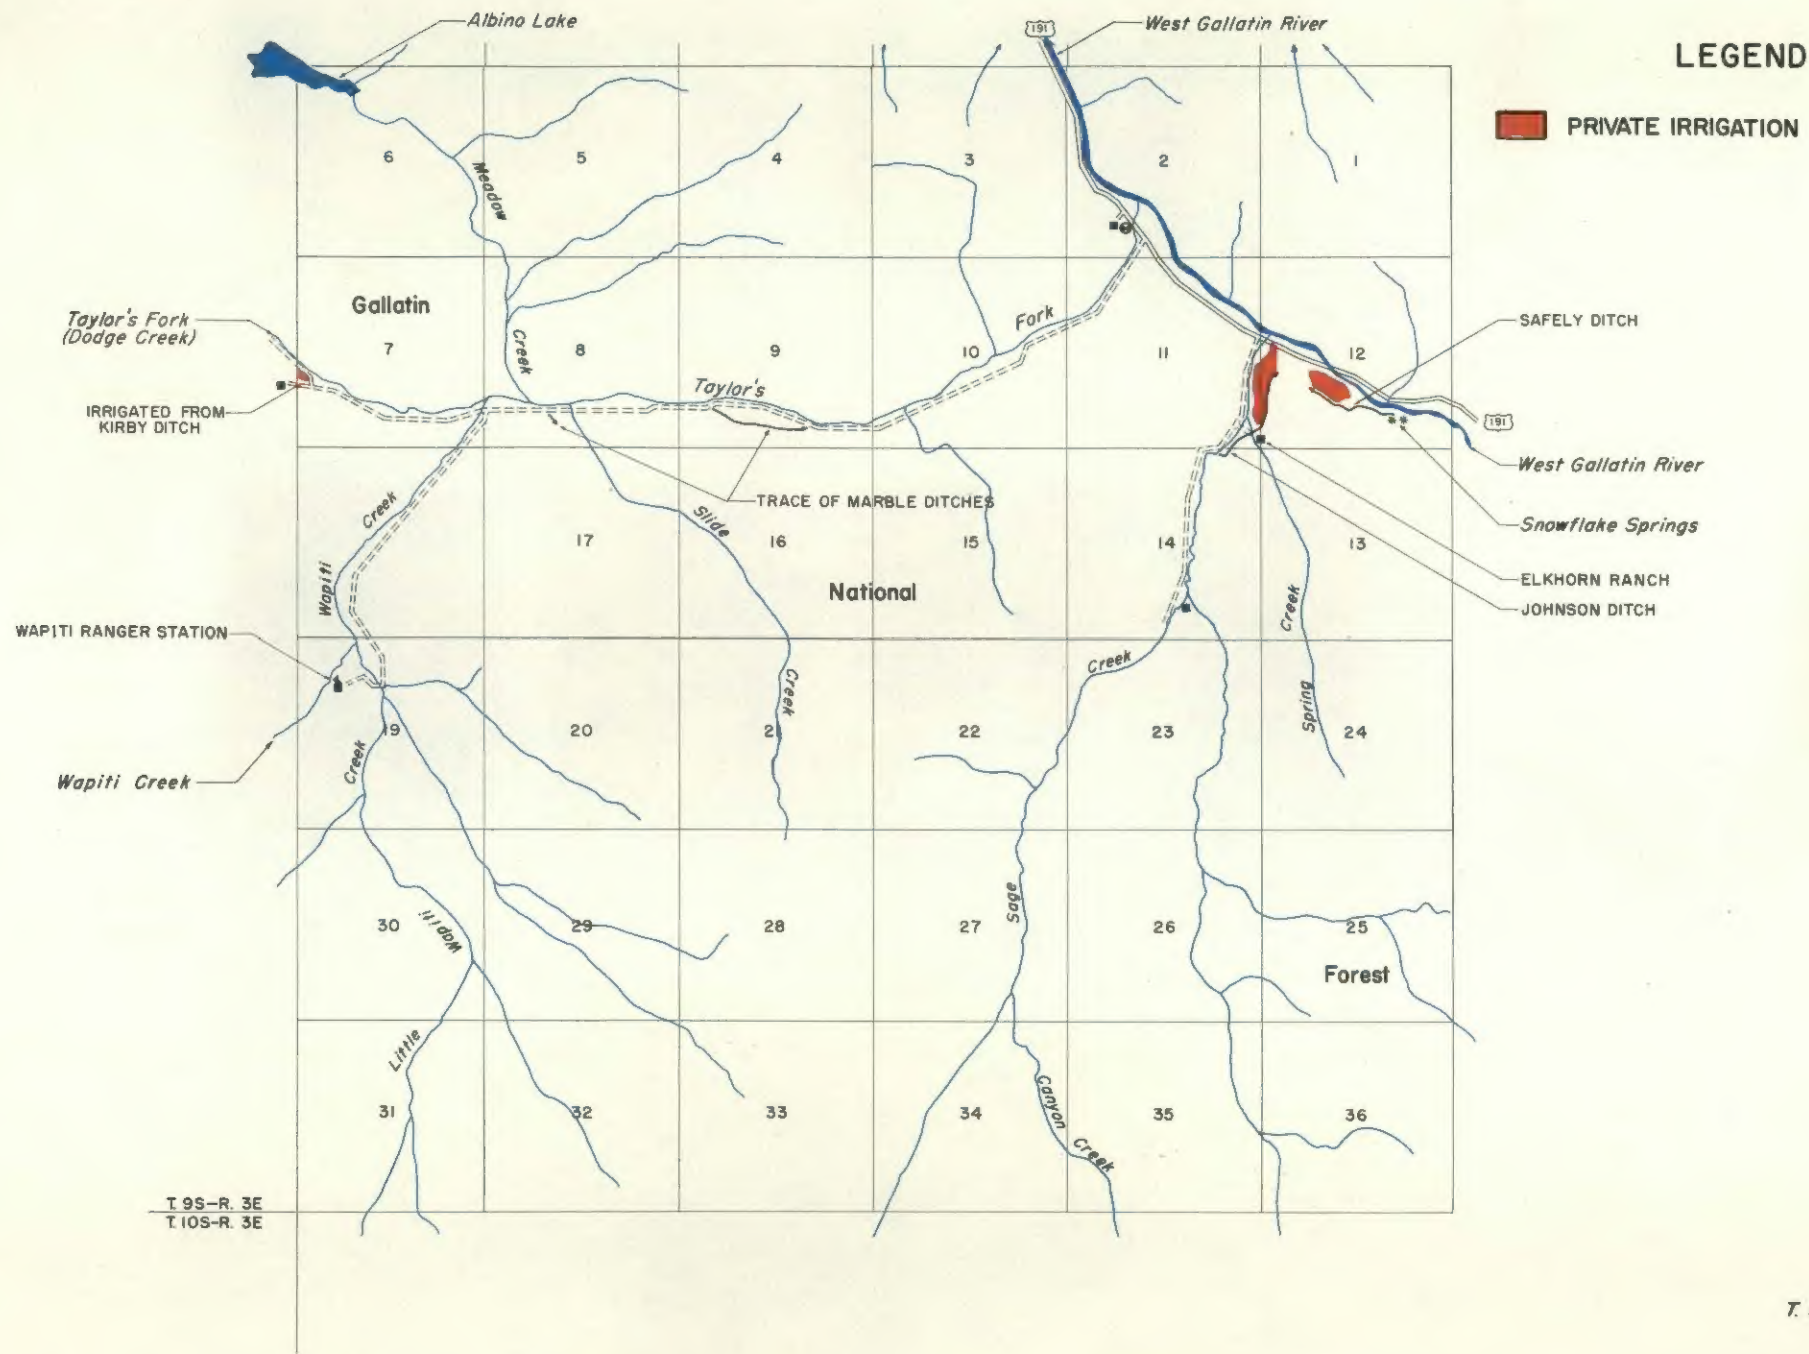 Albino Lake
191
West Gallatin River
LEGEND
PRIVATE IRRIGATION
6
5
4
3
2
1
Meadow
Creek
Gallatin
Taylor's Fork
(Dodge Creek)
7
8
9
10
11
12
Fork
Taylor's
SAFELY DITCH
IRRIGATED FROM
KIRBY DITCH
191
West Gallatin River
TRACE OF MARBLE DITCHES
Snowflake Springs
Creek
Wapiti
17
Slide
Creek
16
15
14
13
National
ELKHORN RANCH
JOHNSON DITCH
WAPITI RANGER STATION
Creek
Spring
Creek
19
20
21
22
23
24
Creek
Wapiti Creek
30
29
28
27
26
25
Wapiti
Sage
Forest
Little
31
32
33
34
35
36
Canyon
Creek
T. 9S-R. 3E
T. 10S-R. 3E
T.